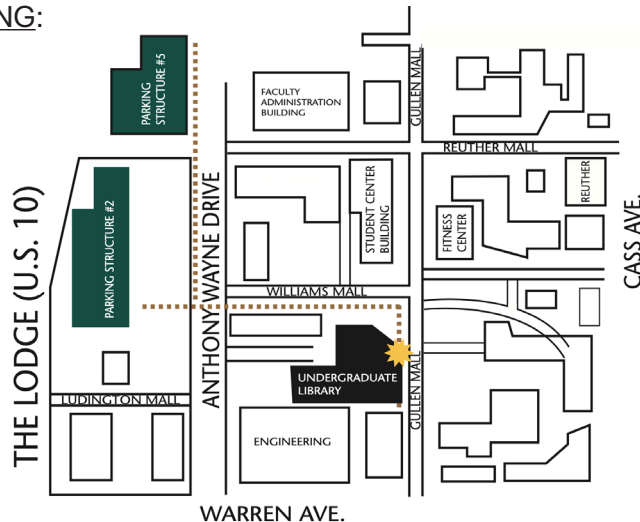 NG:
PARKING
STRUCTURE #5
FACULTY
ADMINISTRATION
BUILDING
GULLEN MALL
REUTHER MALL
THE LODGE (U.S. 10)
PARKING STRUCTURE #2
ANTHONY WAYNE DRIVE
STUDENT CENTER
BUILDING
FITNESS
CENTER
REUTHER
CASS AVE.
WILLIAMS MALL
UNDERGRADUATE
LIBRARY
GULLEN MALL
LUDINGTON MALL
ENGINEERING
WARREN AVE.